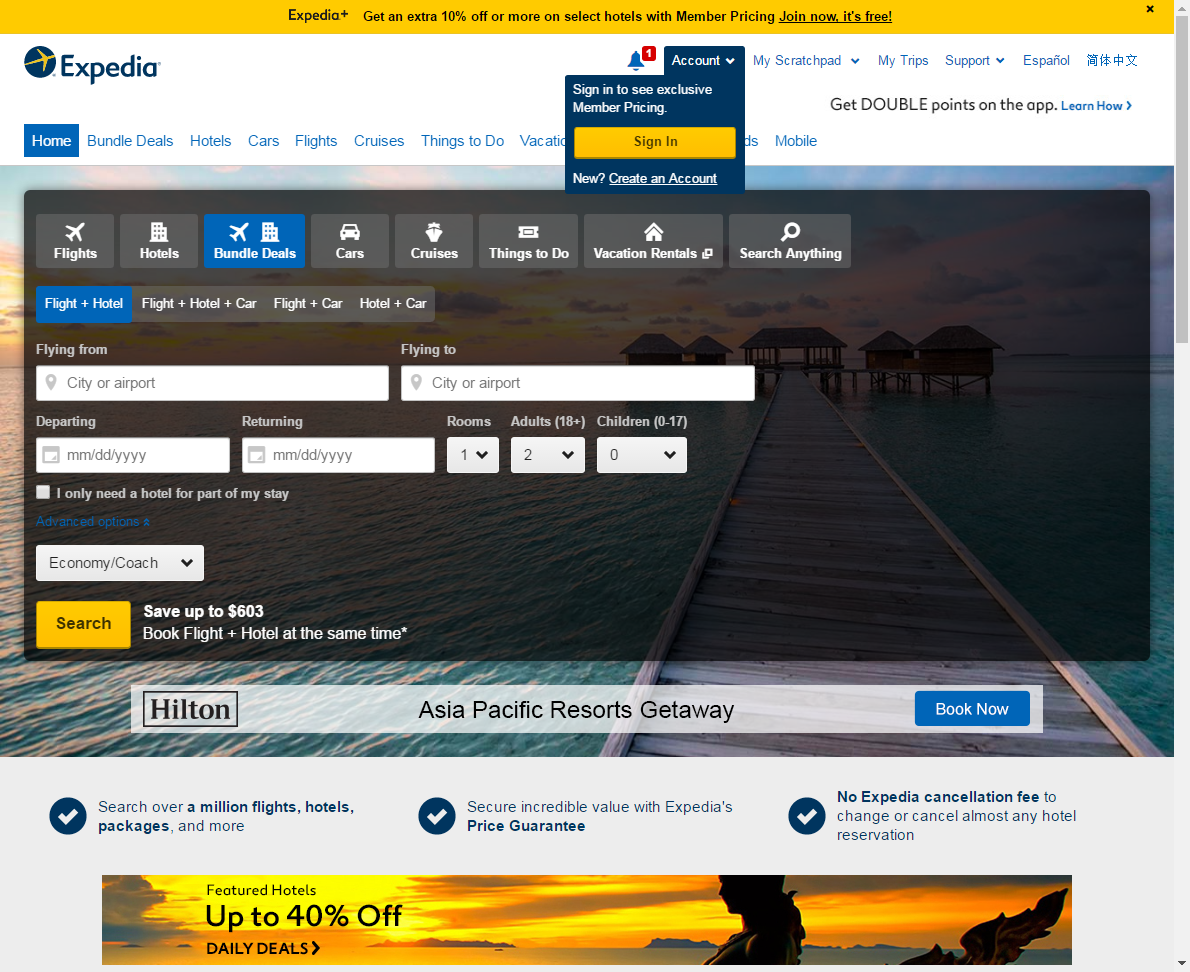 Expedia+ Get an extra 10% off or more on select hotels with Member Pricing Join now, it's free!
Expedia
1
Account
My Scratchpad
My Trips
Support
Español
简体中文
Sign in to see exclusive
Member Pricing.
Sign In
New? Create an Account
Get DOUBLE points on the app. Learn How
Home
Bundle Deals
Hotels
Cars
Flights
Cruises
Things to Do
Mobile
Flights
Hotels
Bundle Deals
Cars
Cruises
Things to Do
Vacation Rentals
Search Anything
Flight + Hotel
Flight + Hotel + Car
Flight + Car
Hotel + Car
Flying from
Flying to
City or airport
City or airport
Departing
Returning
Rooms
Adults (18+)
Children (0-17)
mm/dd/yyyy
mm/dd/yyyy
1
2
0
I only need a hotel for part of my stay
Advanced options
Economy/Coach
Search
Save up to $603
Book Flight + Hotel at the same time*
Hilton
Asia Pacific Resorts Getaway
Book Now
Search over a million flights, hotels,
packages, and more
Secure incredible value with Expedia's
Price Guarantee
No Expedia cancellation fee to
change or cancel almost any hotel
reservation
Featured Hotels
Up to 40% Off
DAILY DEALS